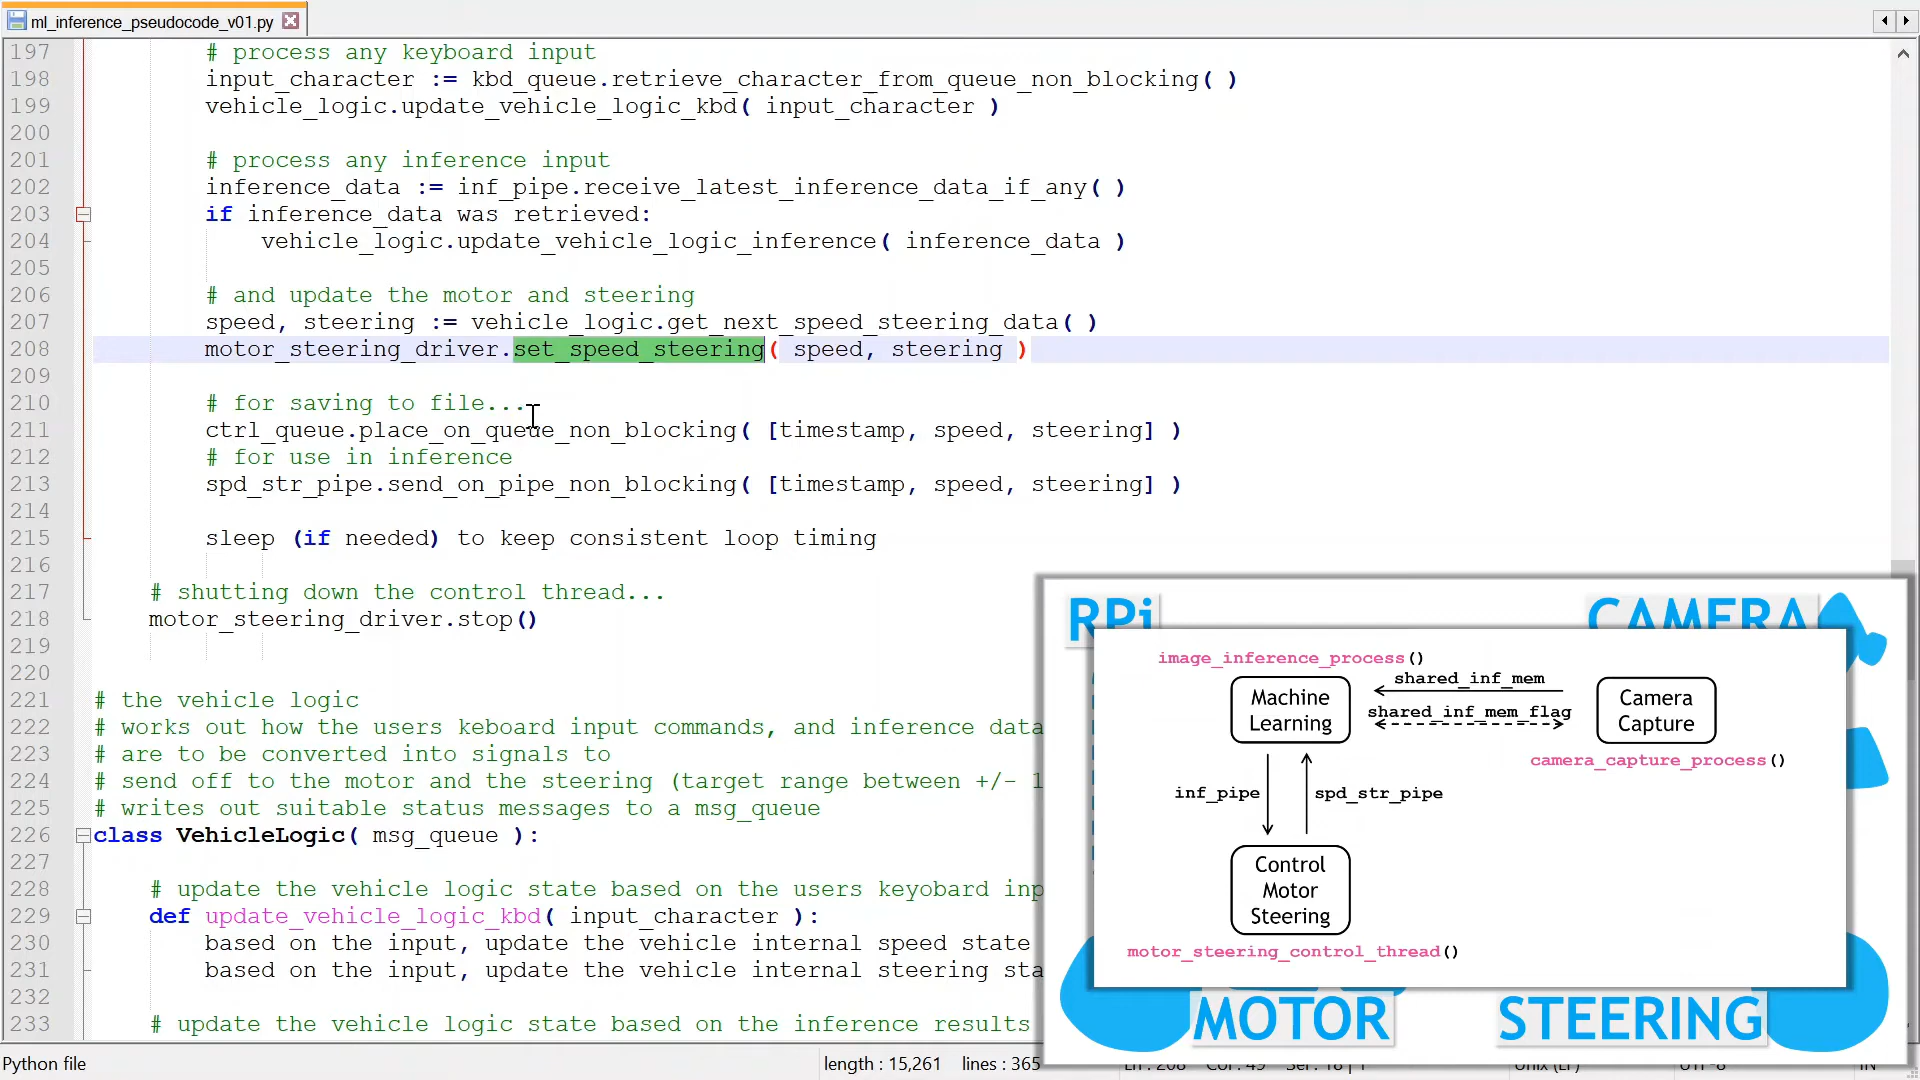 ml_inference_pseudocode_v01.py
197 # process any keyboard input
198 input_character := kbd_queue.retrieve_character_from_queue_non_blocking( )
199 vehicle_logic.update_vehicle_logic_kbd( input_character )
200
201 # process any inference input
202 inference_data := inf_pipe.receive_latest_inference_data_if_any( )
203 if inference_data was retrieved:
204 vehicle_logic.update_vehicle_logic_inference( inference_data )
205
206 # and update the motor and steering
207 speed, steering := vehicle_logic.get_next_speed_steering_data( )
208 motor_steering_driver.set_speed_steering( speed, steering )
209
210 # for saving to file...
211 ctrl_queue.place_on_queue_non_blocking( [timestamp, speed, steering] )
212 # for use in inference
213 spd_str_pipe.send_on_pipe_non_blocking( [timestamp, speed, steering] )
214
215 sleep (if needed) to keep consistent loop timing
216
217 # shutting down the control thread...
218 motor_steering_driver.stop()
219
220
221 # the vehicle logic
222 # works out how the users keboard input commands, and inference data
223 # are to be converted into signals to
224 # send off to the motor and the steering (target range between +/- 1
225 # writes out suitable status messages to a msg_queue
226 class VehicleLogic( msg_queue ):
227
228 # update the vehicle logic state based on the users keyobard inp
229 def update_vehicle_logic_kbd( input_character ):
230 based on the input, update the vehicle internal speed state
231 based on the input, update the vehicle internal steering sta
232
233 # update the vehicle logic state based on the inference results
RPi
CAMERA
image_inference_process()
shared_inf_mem
Machine
Learning
Camera
Capture
shared_inf_mem_flag
camera_capture_process()
inf_pipe
spd_str_pipe
Control
Motor
Steering
motor_steering_control_thread()
MOTOR
STEERING
Python file
length : 15,261 lines : 365